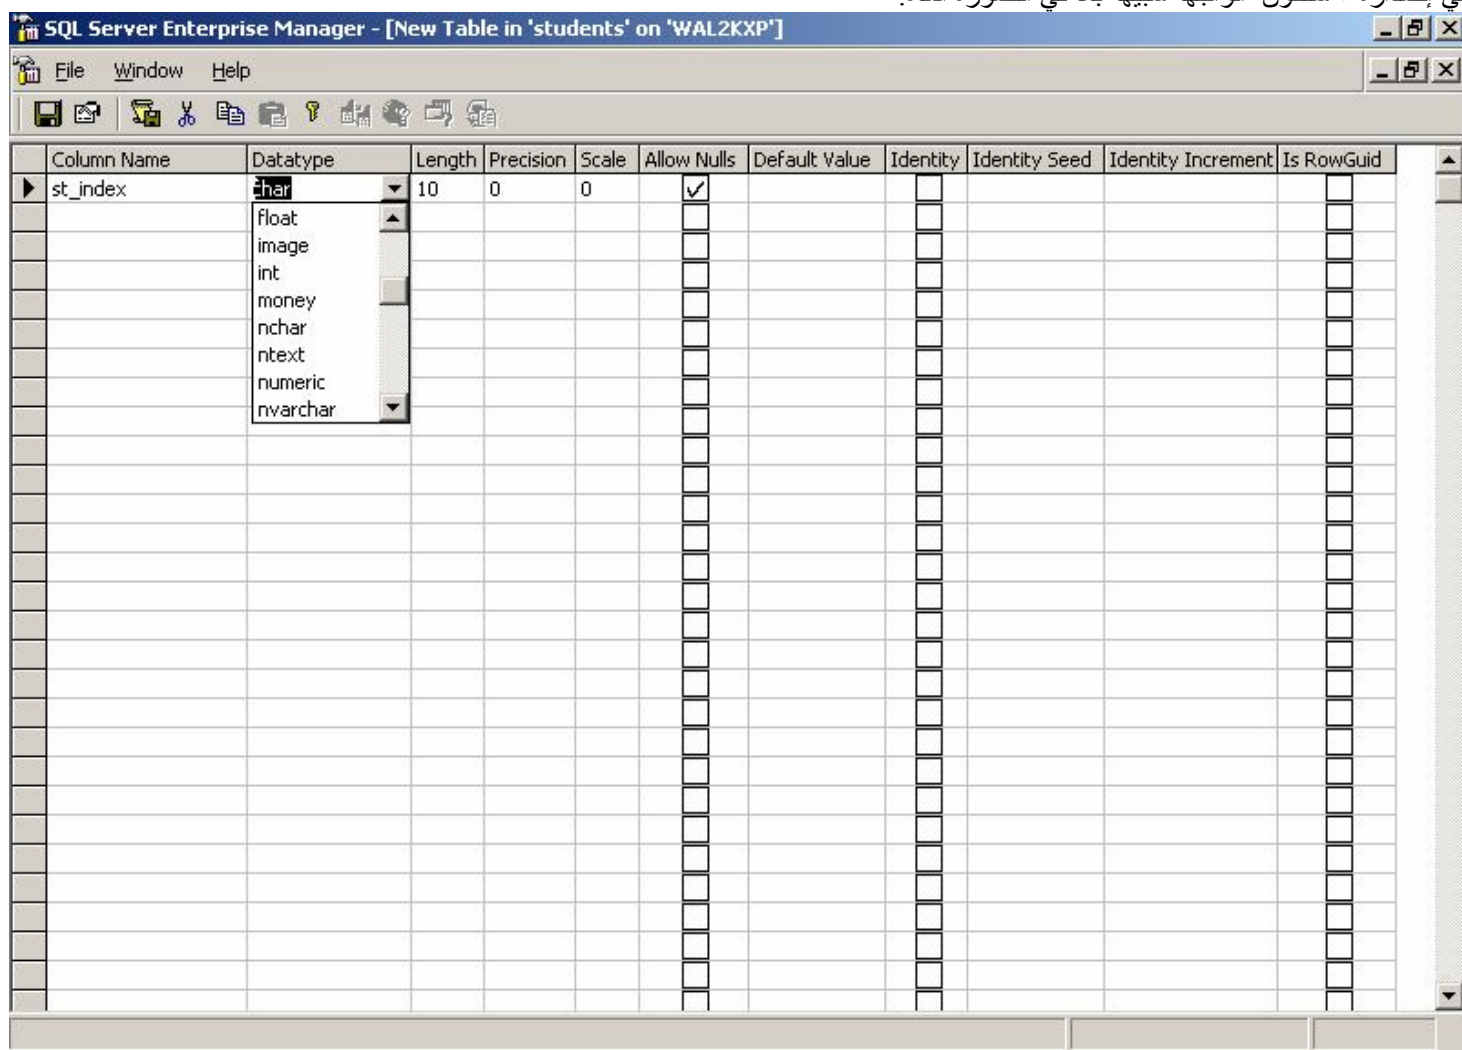 SQL Server Enterprise Manager - [New Table in 'students' on 'WAL2KXP']
File Window Help
Column Name Datatype Length Precision Scale Allow Nulls Default Value Identity Identity Seed Identity Increment Is RowGuid
st_index char 10 0 0
float
image
int
money
nchar
ntext
numeric
nvarchar